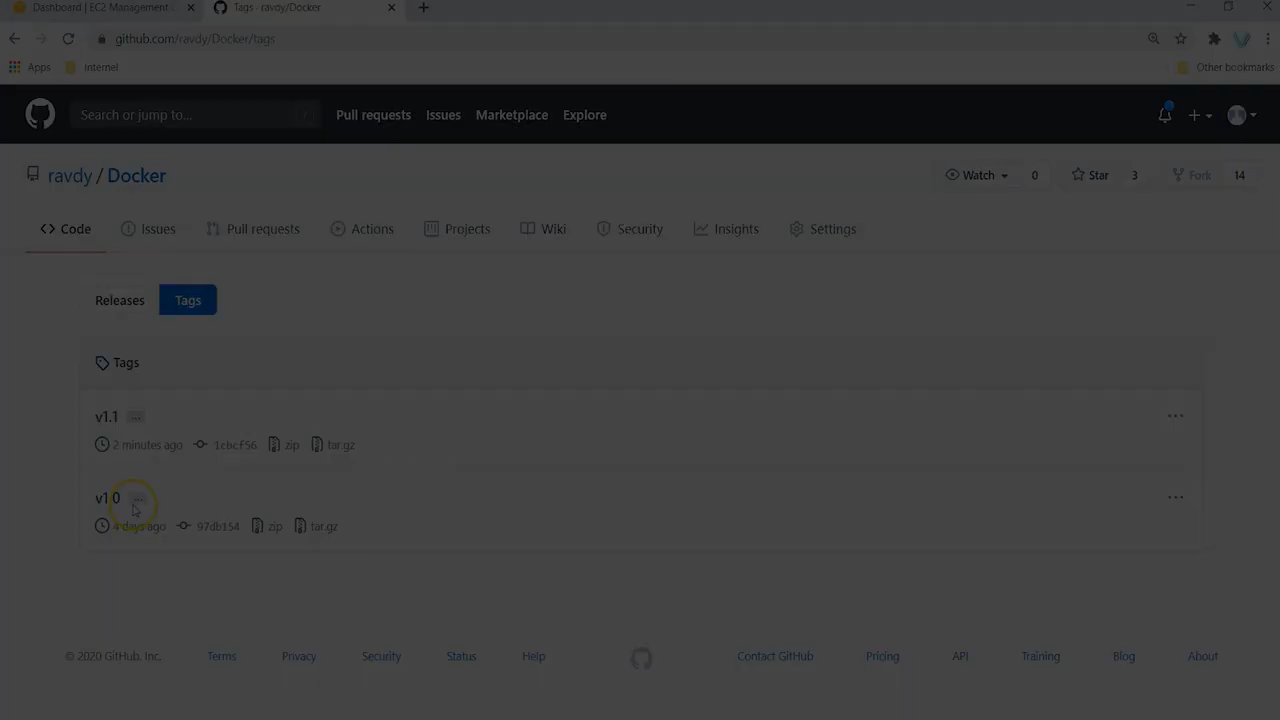 Dashboard | EC2 Management
Tags · ravdy/Docker
github.com/ravdy/Docker/tags
Apps
Internet
Other bookmarks
Search or jump to...
/
Pull requests
Issues
Marketplace
Explore
ravdy / Docker
Watch
0
Star
3
Fork
14
Code
Issues
Pull requests
Actions
Projects
Wiki
Security
Insights
Settings
Releases
Tags
Tags
v1.1
2 minutes ago
1cbcf56
zip
tar.gz
v1.0
4 days ago
97db154
zip
tar.gz
© 2020 GitHub, Inc.
Terms
Privacy
Security
Status
Help
Contact GitHub
Pricing
API
Training
Blog
About